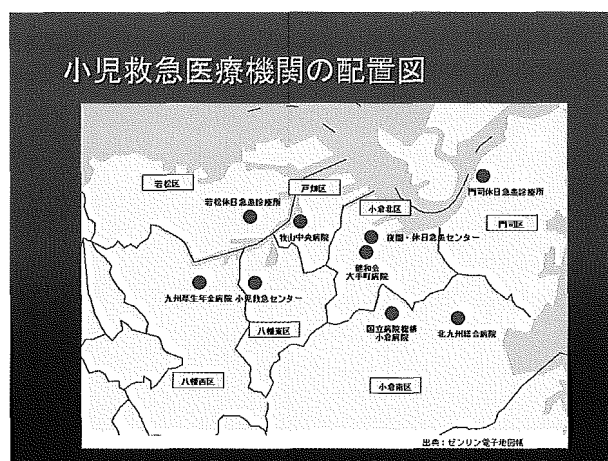 小児救急医療機関の配置図
若松区
戸畑区
門司休日急患診療所
若松休日急患診療所
小倉北区
牧山中央病院
門司区
夜間・休日急患センター
健和会
大手町病院
九州厚生年金病院
小児救急センター
国立病院機構
小倉病院
北九州総合病院
八幡東区
八幡西区
小倉南区
出典：ゼンリン電子地図帳